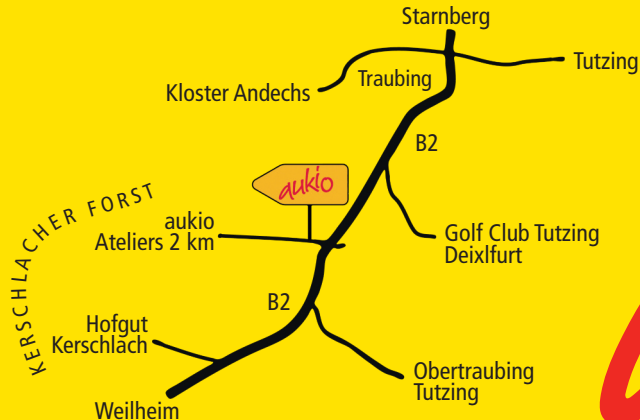 Starnberg
Tutzing
Traubing
Kloster Andechs
B2
KERSCHLACHER FORST
aukio
aukio
Ateliers 2 km
Golf Club Tutzing
Deixlfurt
B2
Hofgut
Kerschlach
Obertraubing
Tutzing
Weilheim